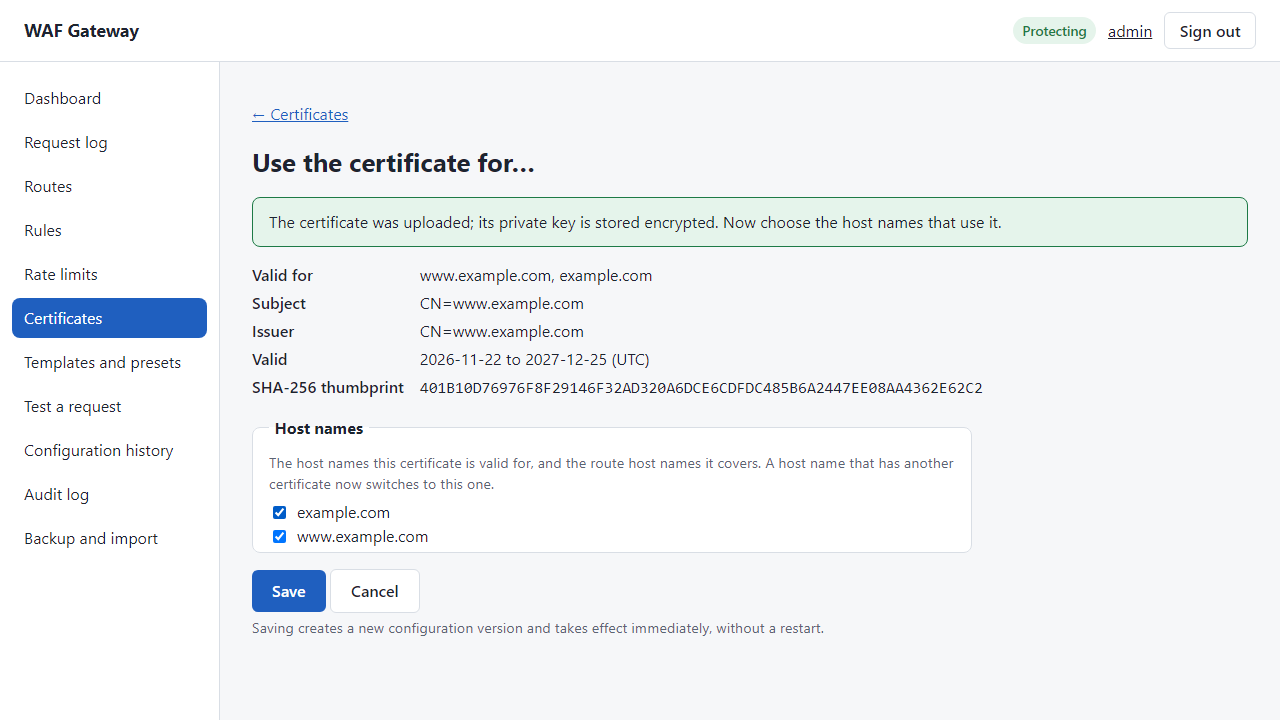 WAF Gateway
Protecting
admin
Sign out
Dashboard
Request log
Routes
Rules
Rate limits
Certificates
Templates and presets
Test a request
Configuration history
Audit log
Backup and import
← Certificates
Use the certificate for…
The certificate was uploaded; its private key is stored encrypted. Now choose the host names that use it.
Valid for www.example.com, example.com
Subject CN=www.example.com
Issuer CN=www.example.com
Valid 2026-11-22 to 2027-12-25 (UTC)
SHA-256 thumbprint 401B10D76976F8F29146F32AD320A6DCE6CDFDC485B6A2447EE08AA4362E62C2
Host names
The host names this certificate is valid for, and the route host names it covers. A host name that has another
certificate now switches to this one.
example.com
www.example.com
Save
Cancel
Saving creates a new configuration version and takes effect immediately, without a restart.